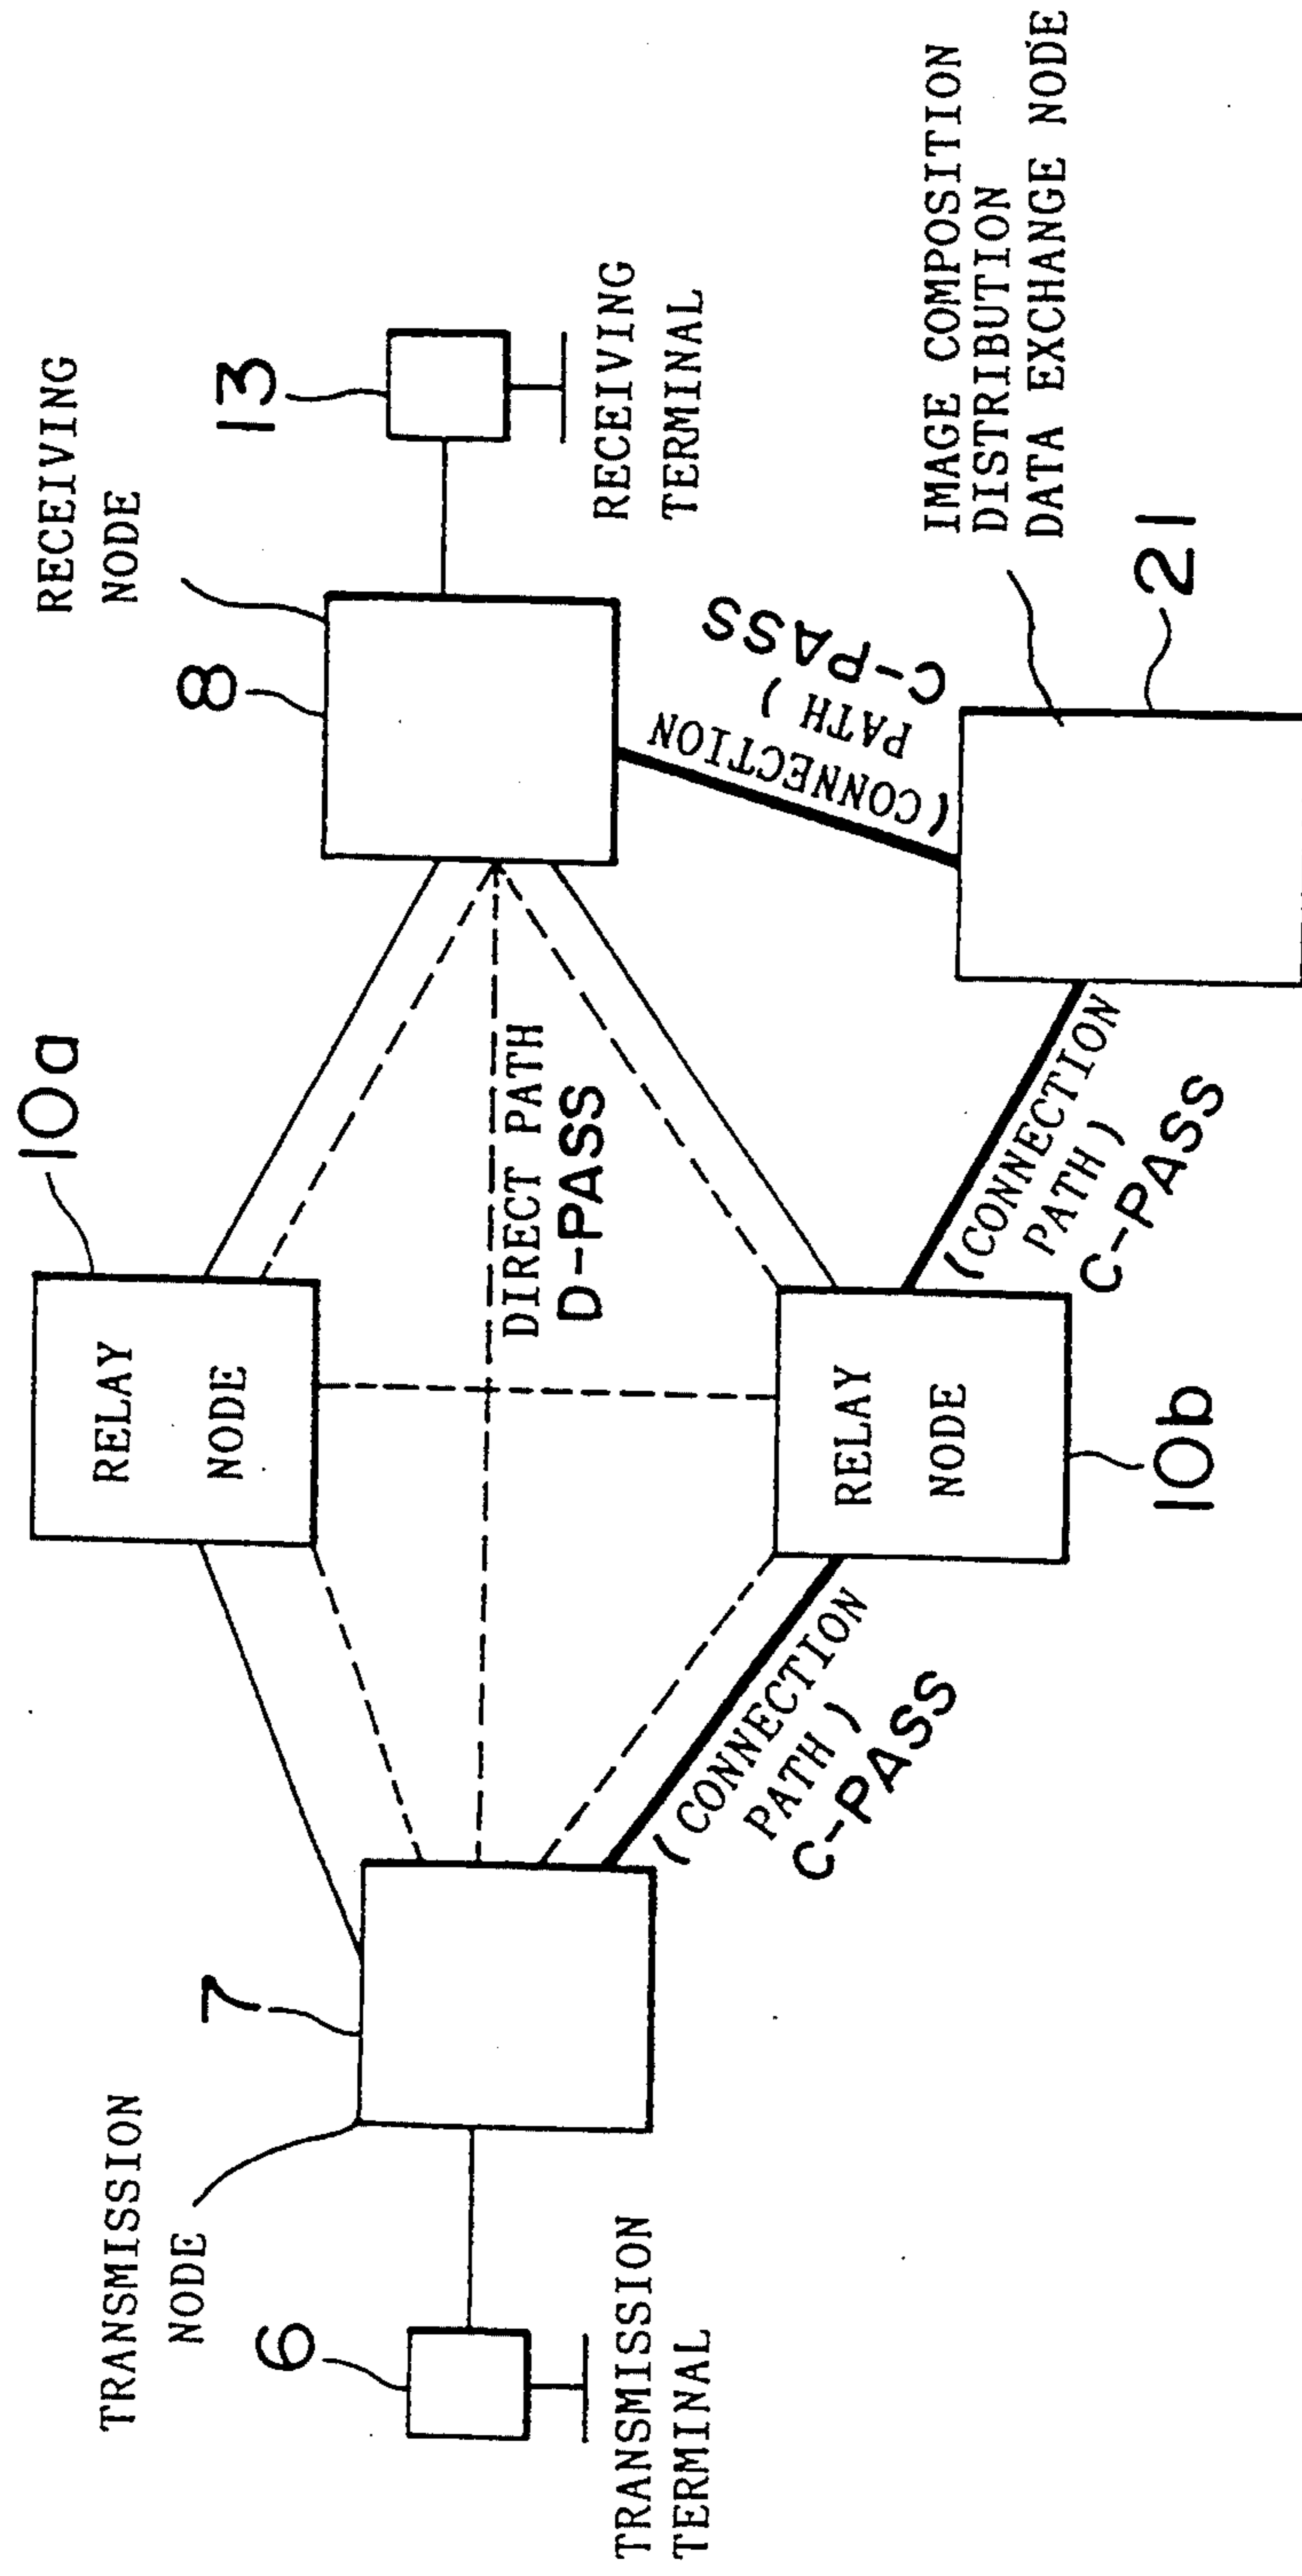 TRANSMISSION
NODE
7
6
TRANSMISSION
TERMINAL
10a
RELAY
NODE
RECEIVING
NODE
8
13
RECEIVING
TERMINAL
DIRECT PATH
D-PASS
RELAY
NODE
10b
(CONNECTION
PATH)
C-PASS
(CONNECTION
PATH)
C-PASS
(CONNECTION
PATH)
C-PASS
IMAGE COMPOSITION
DISTRIBUTION
DATA EXCHANGE NODE
21